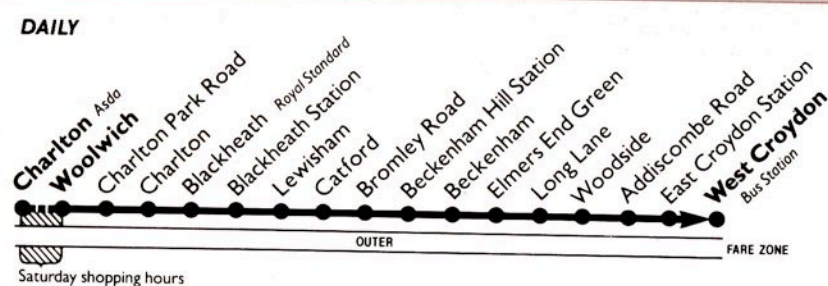 DAILY
Charlton Asda
Woolwich
Charlton Park Road
Charlton
Blackheath Royal Standard
Blackheath Station
Lewisham
Catford
Bromley Road
Beckenham Hill Station
Beckenham
Elmers End Green
Long Lane
Woodside
Addiscombe Road
East Croydon Station
West Croydon
Bus Station
OUTER
FARE ZONE
Saturday shopping hours